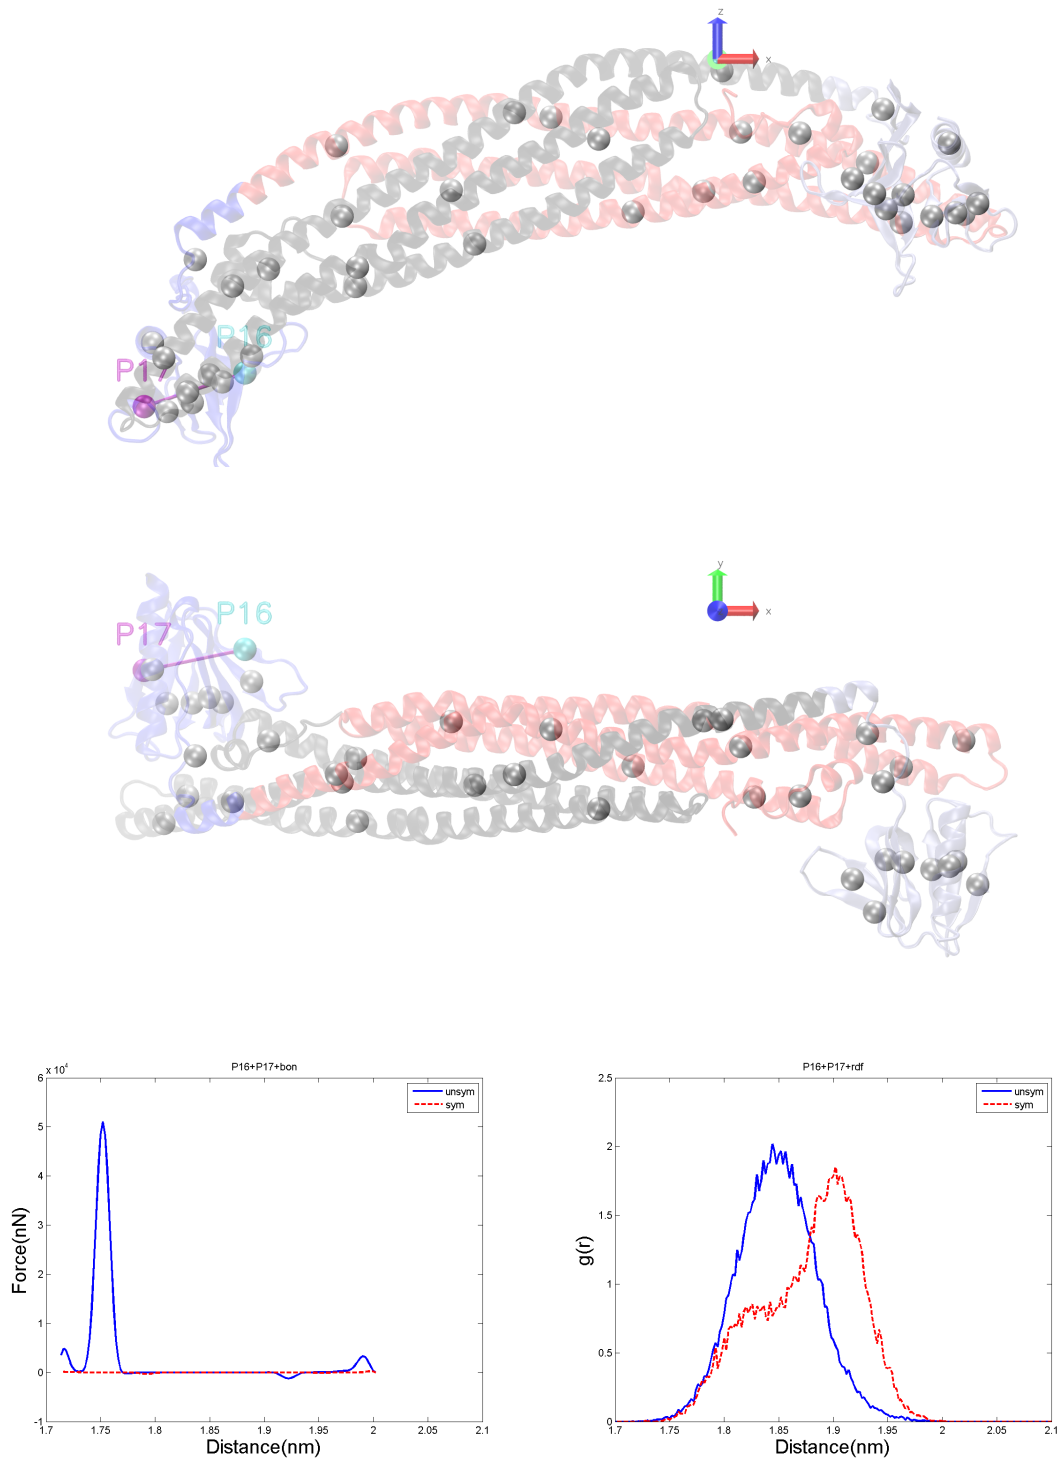 z
x
P16
P17
y
x
P16
P17
P16+P17+bon
x 10^4
unsym
sym
6
5
4
3
2
1
0
-1
Force(nN)
1.7 1.75 1.8 1.85 1.9 1.95 2 2.05 2.1
Distance(nm)
P16+P17+rdf
unsym
sym
2.5
2
1.5
1
0.5
0
g(r)
1.7 1.75 1.8 1.85 1.9 1.95 2 2.05 2.1
Distance(nm)